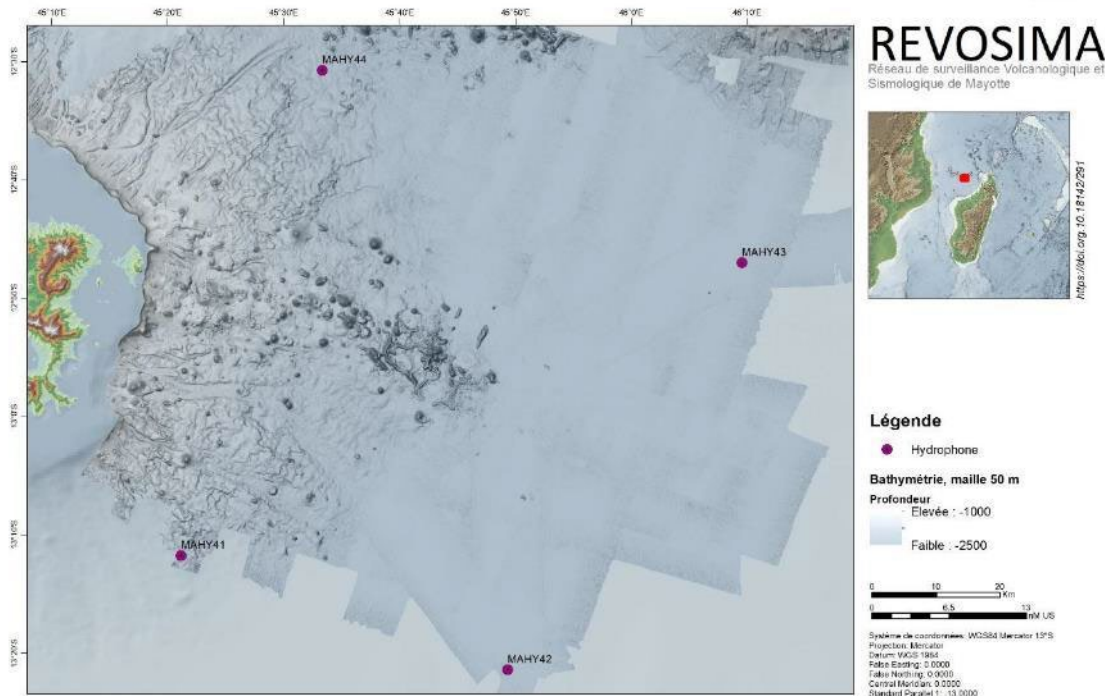 45°10'E 45°20'E 45°30'E 45°40'E 45°50'E 46°0'E 46°10'E
12°30'S
12°40'S
12°50'S
13°0'S
13°10'S
13°20'S
MAHY44
MAHY43
MAHY41
MAHY42
REVOSIMA
Réseau de surveillance Volcanologique et
Sismologique de Mayotte
https://doi.org.10.18142/291
Légende
Hydrophone
Bathymétrie, maille 50 m
Profondeur
Elevée : -1000
Faible : -2500
0 10 20
Km
0 6.5 13
nM US
Système de coordonnées: WGS84 Mercator 13°S
Projection: Mercator
Datum: WGS 1984
False Easting: 0.0000
False Northing: 0.0000
Central Meridian: 0.0000
Standard Parallel 1: -13.0000